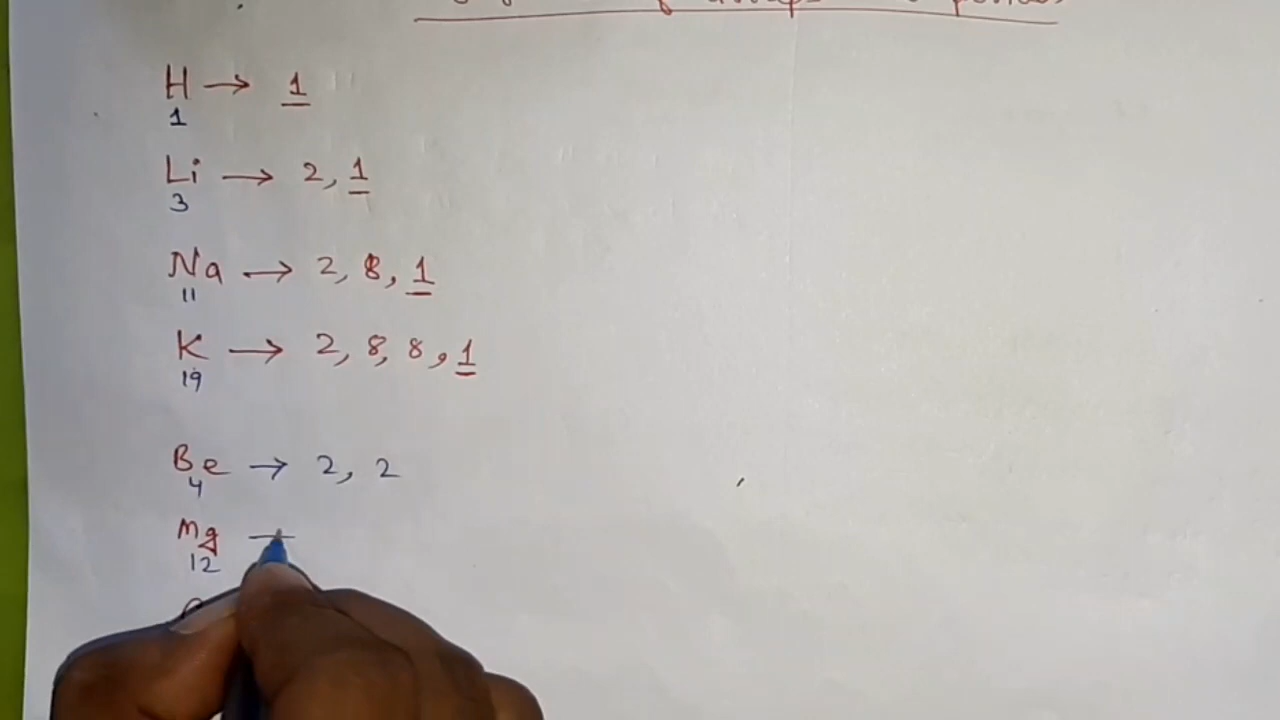 H → 1
1
Li → 2, 1
3
Na → 2, 8, 1
11
K → 2, 8, 8, 1
19
Be → 2, 2
4
Mg
12